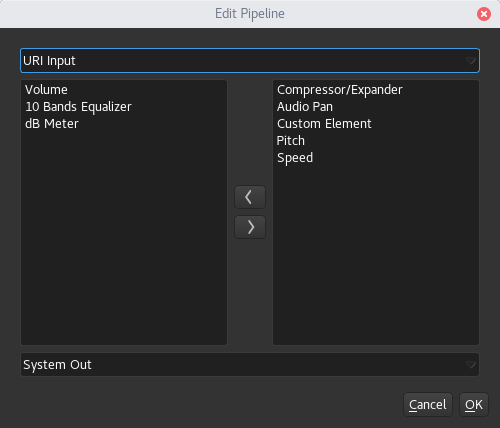 Edit Pipeline
URI Input
Volume
10 Bands Equalizer
dB Meter
Compressor/Expander
Audio Pan
Custom Element
Pitch
Speed
System Out
Cancel
OK